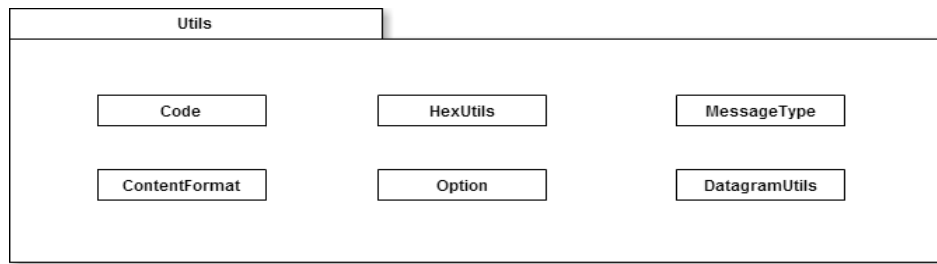 Utils
Code
HexUtils
MessageType
ContentFormat
Option
DatagramUtils